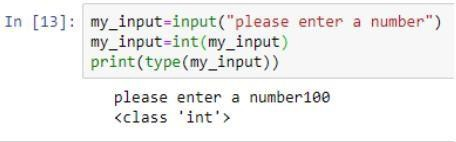 In [13]: my_input=input("please enter a number")
my_input=int(my_input)
print(type(my_input))
please enter a number100
<class 'int'>